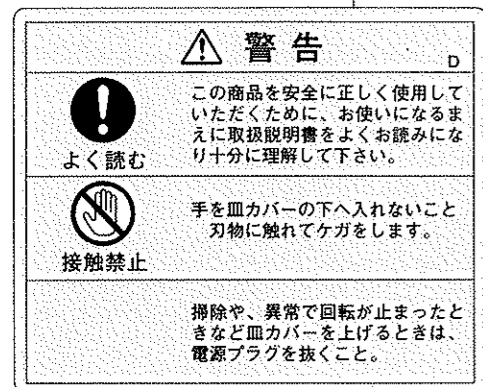 警告
D
この商品を安全に正しく使用して
いただくために、お使いになるま
えに取扱説明書をよくお読みにな
り十分に理解して下さい。
よく読む
手を皿カバーの下へ入れないこと
刃物に触れてケガをします。
接触禁止
掃除や、異常で回転が止まったと
きなど皿カバーを上げるときは、
電源プラグを抜くこと。